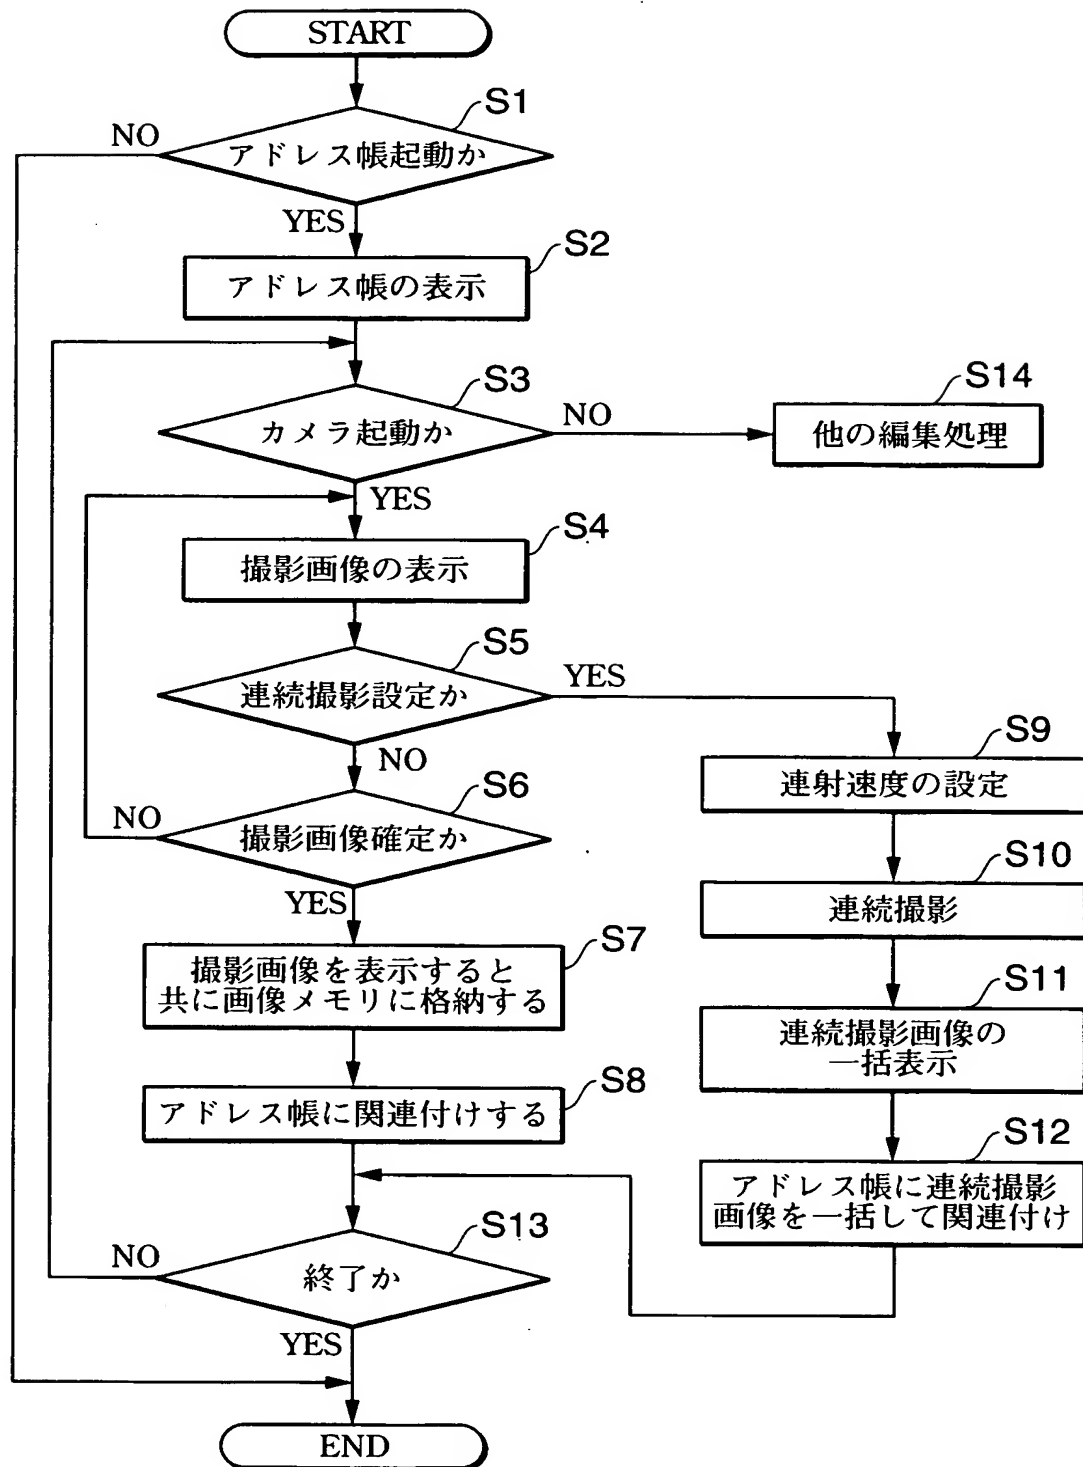 START
S1
NO
アドレス帳起動か
YES
S2
アドレス帳の表示
S3
カメラ起動か
NO
S14
他の編集処理
YES
S4
撮影画像の表示
S5
連続撮影設定か
YES
NO
S6
NO
撮影画像確定か
YES
S7
撮影画像を表示すると
共に画像メモリに格納する
S8
アドレス帳に関連付けする
S9
連射速度の設定
S10
連続撮影
S11
連続撮影画像の
一括表示
S12
アドレス帳に連続撮影
画像を一括して関連付け
S13
NO
終了か
YES
END